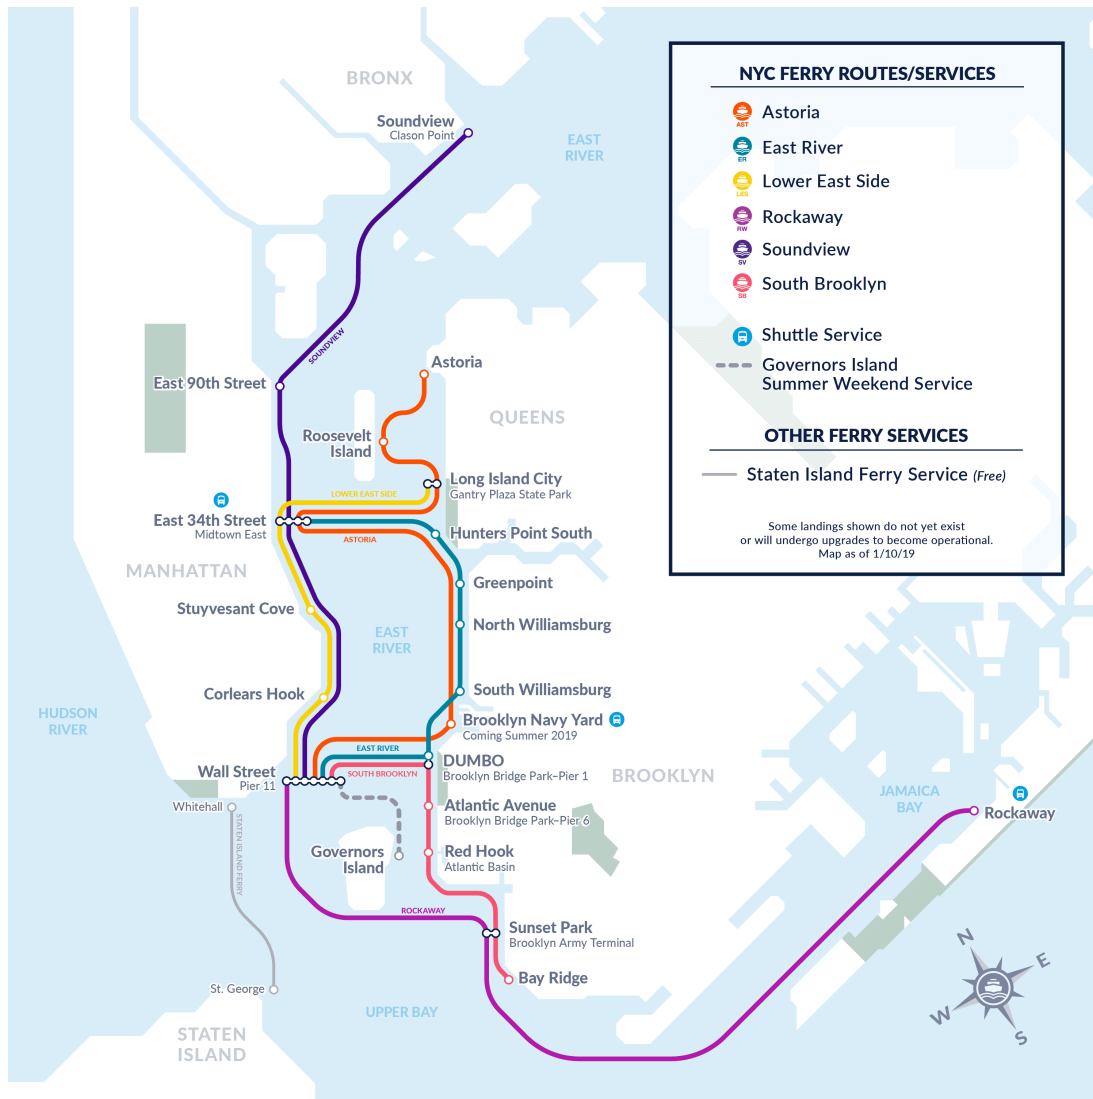 BRONX
Soundview
Clason Point
EAST
RIVER
NYC FERRY ROUTES/SERVICES
AST
Astoria
ER
East River
LES
Lower East Side
RW
Rockaway
SV
Soundview
SB
South Brooklyn
Shuttle Service
Governors Island
Summer Weekend Service
OTHER FERRY SERVICES
Staten Island Ferry Service (Free)
Some landings shown do not yet exist
or will undergo upgrades to become operational.
Map as of 1/10/19
SOUNDVIEW
East 90th Street
Astoria
QUEENS
Roosevelt
Island
Long Island City
Gantry Plaza State Park
LOWER EAST SIDE
East 34th Street
Midtown East
ASTORIA
Hunters Point South
MANHATTAN
Greenpoint
Stuyvesant Cove
North Williamsburg
EAST
RIVER
Corlears Hook
South Williamsburg
HUDSON
RIVER
Brooklyn Navy Yard
Coming Summer 2019
EAST RIVER
DUMBO
Brooklyn Bridge Park–Pier 1
SOUTH BROOKLYN
Wall Street
Pier 11
BROOKLYN
JAMAICA
BAY
Whitehall
STATEN ISLAND FERRY
Atlantic Avenue
Brooklyn Bridge Park–Pier 6
Rockaway
Governors
Island
Red Hook
Atlantic Basin
ROCKAWAY
Sunset Park
Brooklyn Army Terminal
Bay Ridge
St. George
UPPER BAY
STATEN
ISLAND
N
E
W
S